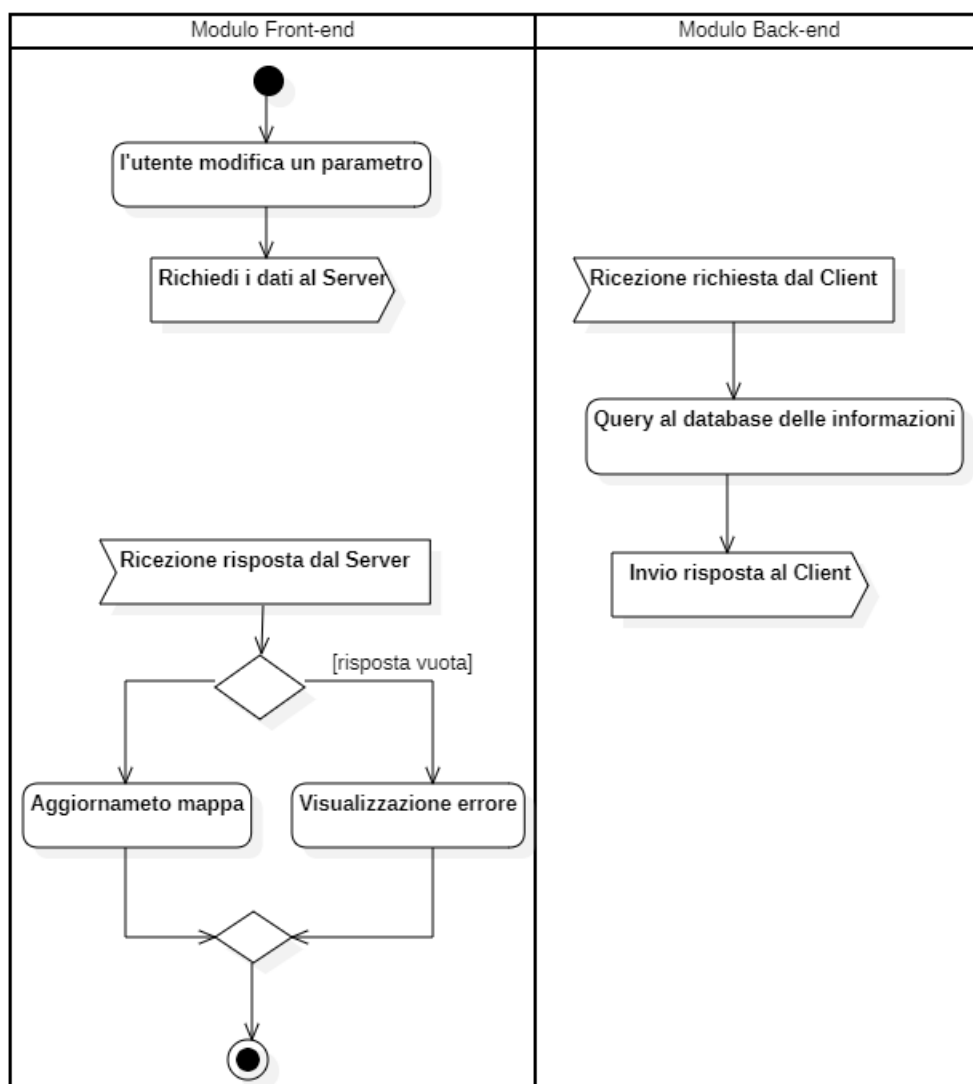 Modulo Front-end
Modulo Back-end
l'utente modifica un parametro
Richiedi i dati al Server
Ricezione richiesta dal Client
Query al database delle informazioni
Ricezione risposta dal Server
Invio risposta al Client
[risposta vuota]
Aggiornameto mappa
Visualizzazione errore